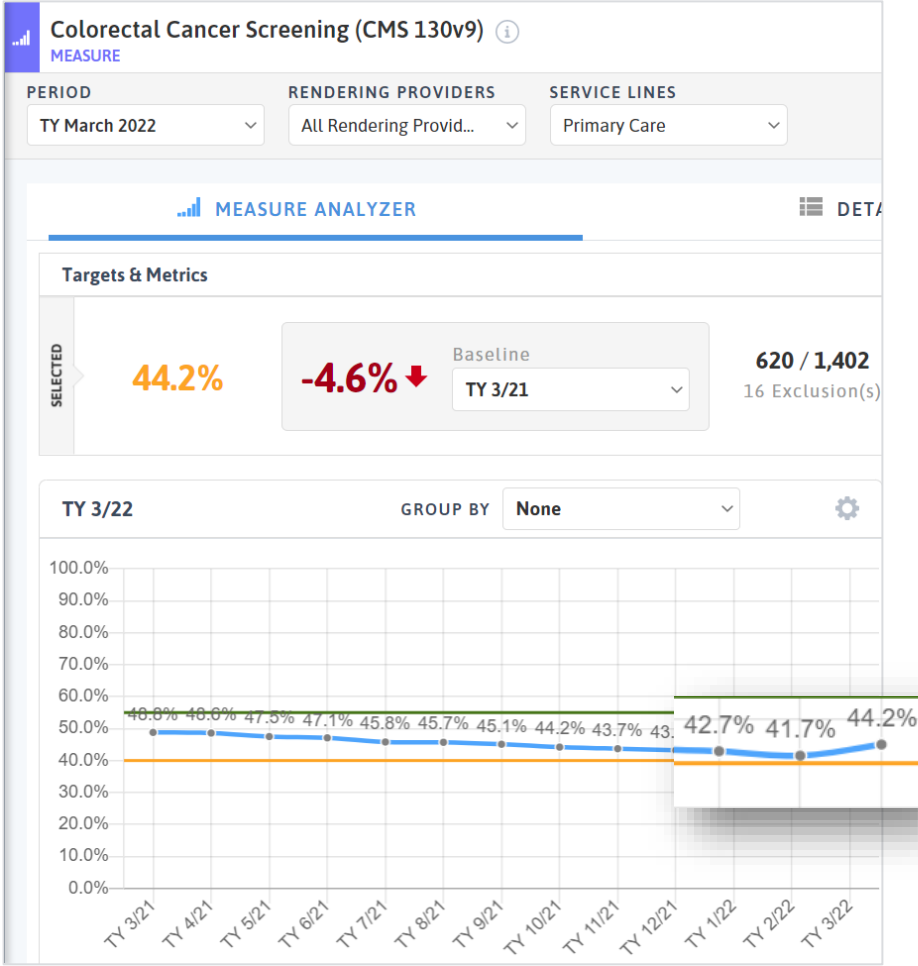 Colorectal Cancer Screening (CMS 130v9) i
MEASURE
PERIOD RENDERING PROVIDERS SERVICE LINES
TY March 2022 All Rendering Provid... Primary Care
MEASURE ANALYZER DETA
Targets & Metrics
SELECTED
44.2% -4.6% Baseline
TY 3/21
620 / 1,402
16 Exclusion(s)
TY 3/22 GROUP BY None
100.0%
90.0%
80.0%
70.0%
60.0%
50.0%
40.0%
30.0%
20.0%
10.0%
0.0%
48.8% 48.6% 47.5% 47.1% 45.8% 45.7% 45.1% 44.2% 43.7% 43. 42.7% 41.7% 44.2%
TY 3/21 TY 4/21 TY 5/21 TY 6/21 TY 7/21 TY 8/21 TY 9/21 TY 10/21 TY 11/21 TY 12/21 TY 1/22 TY 2/22 TY 3/22